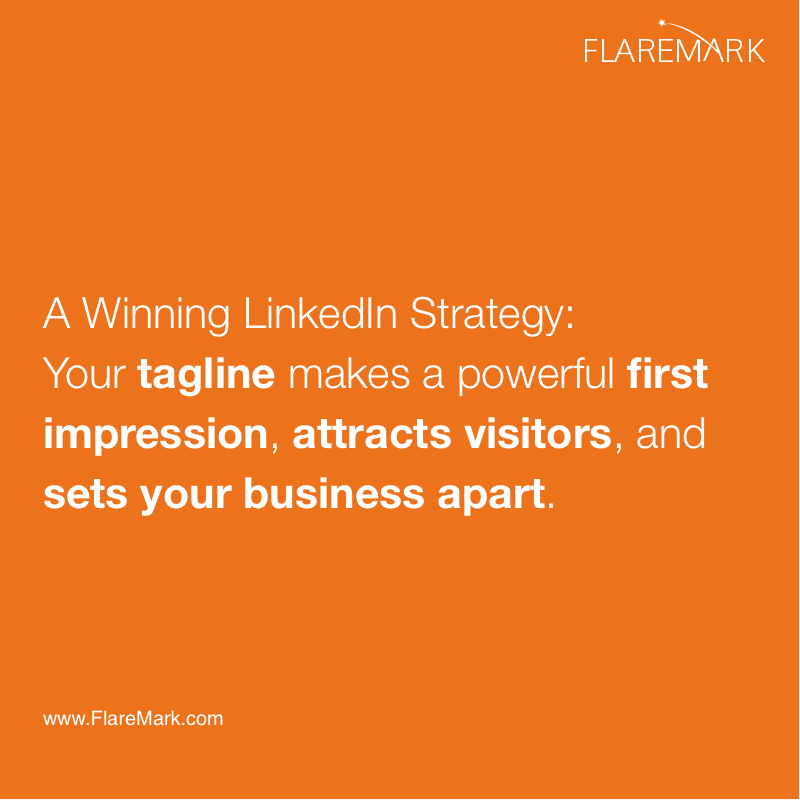 FLAREMARK
A Winning LinkedIn Strategy:
Your tagline makes a powerful first
impression, attracts visitors, and
sets your business apart.
www.FlareMark.com